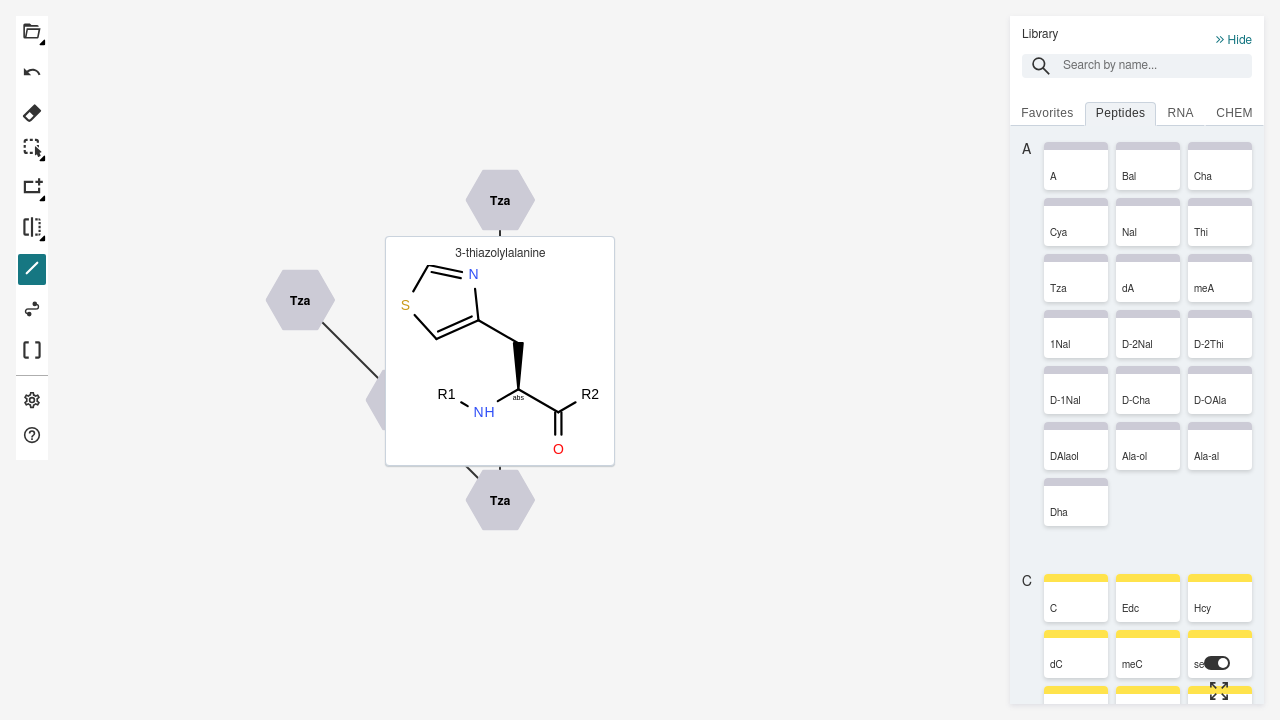 Library
Hide
Search by name...
Favorites Peptides RNA CHEM
A
A Bal Cha
Cya Nal Thi
Tza dA meA
1Nal D-2Nal D-2Thi
D-1Nal D-Cha D-OAla
DAlaol Ala-ol Ala-al
Dha
C
C Edc Hcy
dC meC
Tza
3-thiazolylalanine
N
S
R1 NH abs R2
O
Tza
Tza